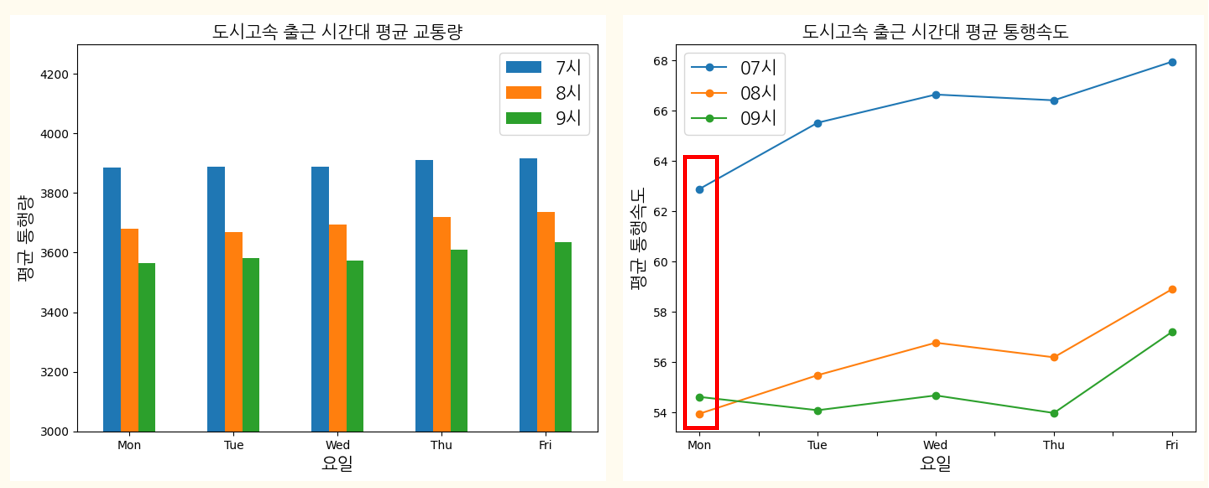 도시고속 출근 시간대 평균 교통량
평균 통행량
4200
4000
3800
3600
3400
3200
3000
7시
8시
9시
Mon Tue Wed Thu Fri
요일
도시고속 출근 시간대 평균 통행속도
평균 통행속도
68
66
64
62
60
58
56
54
07시
08시
09시
Mon Tue Wed Thu Fri
요일